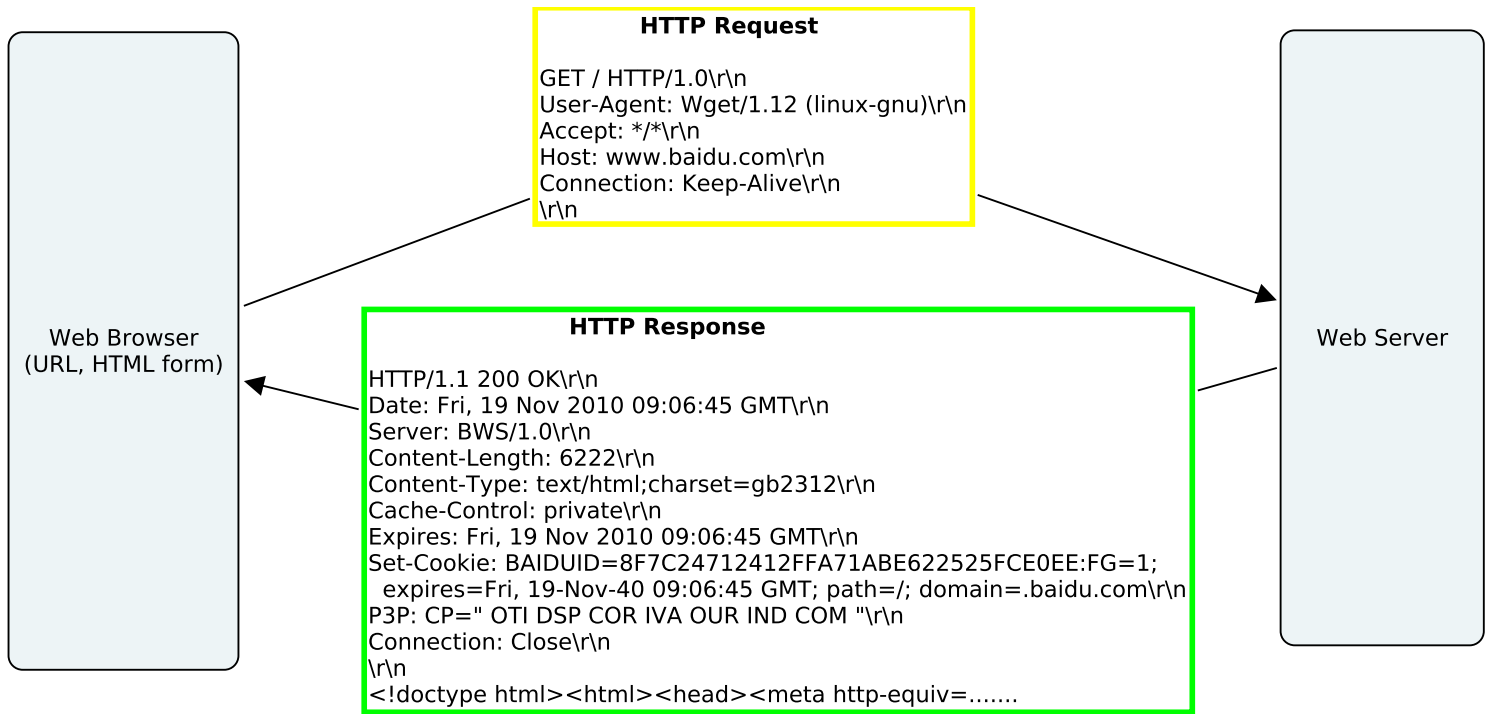 HTTP Request
GET / HTTP/1.0\r\n
User-Agent: Wget/1.12 (linux-gnu)\r\n
Accept: */*\r\n
Host: www.baidu.com\r\n
Connection: Keep-Alive\r\n
\r\n
Web Browser
(URL, HTML form)
Web Server
HTTP Response
HTTP/1.1 200 OK\r\n
Date: Fri, 19 Nov 2010 09:06:45 GMT\r\n
Server: BWS/1.0\r\n
Content-Length: 6222\r\n
Content-Type: text/html;charset=gb2312\r\n
Cache-Control: private\r\n
Expires: Fri, 19 Nov 2010 09:06:45 GMT\r\n
Set-Cookie: BAIDUID=8F7C24712412FFA71ABE622525FCE0EE:FG=1;
  expires=Fri, 19-Nov-40 09:06:45 GMT; path=/; domain=.baidu.com\r\n
P3P: CP=" OTI DSP COR IVA OUR IND COM "\r\n
Connection: Close\r\n
\r\n
<!doctype html><html><head><meta http-equiv=.......